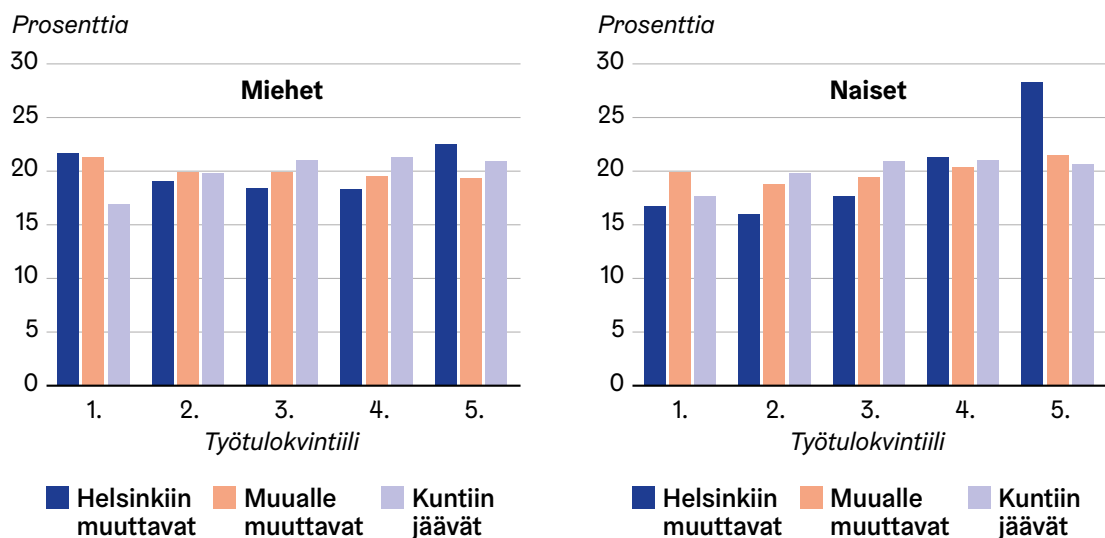 Prosenttia
30
25
20
15
10
5
0
Miehet
1. 2. 3. 4. 5.
Työtulokvintiili
Helsinkiin muuttavat
Muualle muuttavat
Kuntiin jäävät
Prosenttia
30
25
20
15
10
5
0
Naiset
1. 2. 3. 4. 5.
Työtulokvintiili
Helsinkiin muuttavat
Muualle muuttavat
Kuntiin jäävät